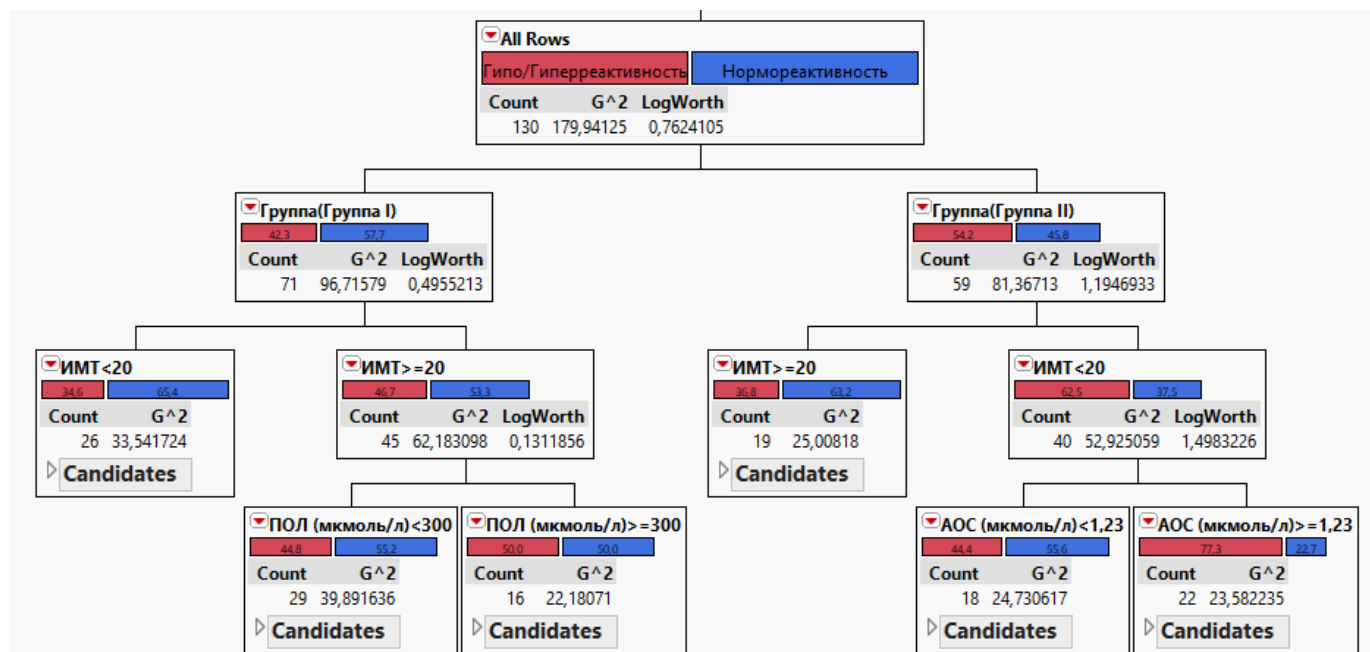 All Rows
Гипо/Гиперреактивность Нормореактивность
Count G^2 LogWorth
130 179,94125 0,7624105
Группа(Группа I)
42,3 57,7
Count G^2 LogWorth
71 96,71579 0,4955213
Группа(Группа II)
54,2 45,8
Count G^2 LogWorth
59 81,36713 1,1946933
ИМТ<20
34,6 65,4
Count G^2
26 33,541724
Candidates
ИМТ>=20
46,7 53,3
Count G^2 LogWorth
45 62,183098 0,1311856
ИМТ>=20
36,8 63,2
Count G^2
19 25,00818
Candidates
ИМТ<20
62,5 37,5
Count G^2 LogWorth
40 52,925059 1,4983226
ПОЛ (мкмоль/л)<300
44,8 55,2
Count G^2
29 39,891636
Candidates
ПОЛ (мкмоль/л)>=300
50,0 50,0
Count G^2
16 22,18071
Candidates
АОС (мкмоль/л)<1,23
44,4 55,6
Count G^2
18 24,730617
Candidates
АОС (мкмоль/л)>=1,23
77,3 22,7
Count G^2
22 23,582235
Candidates